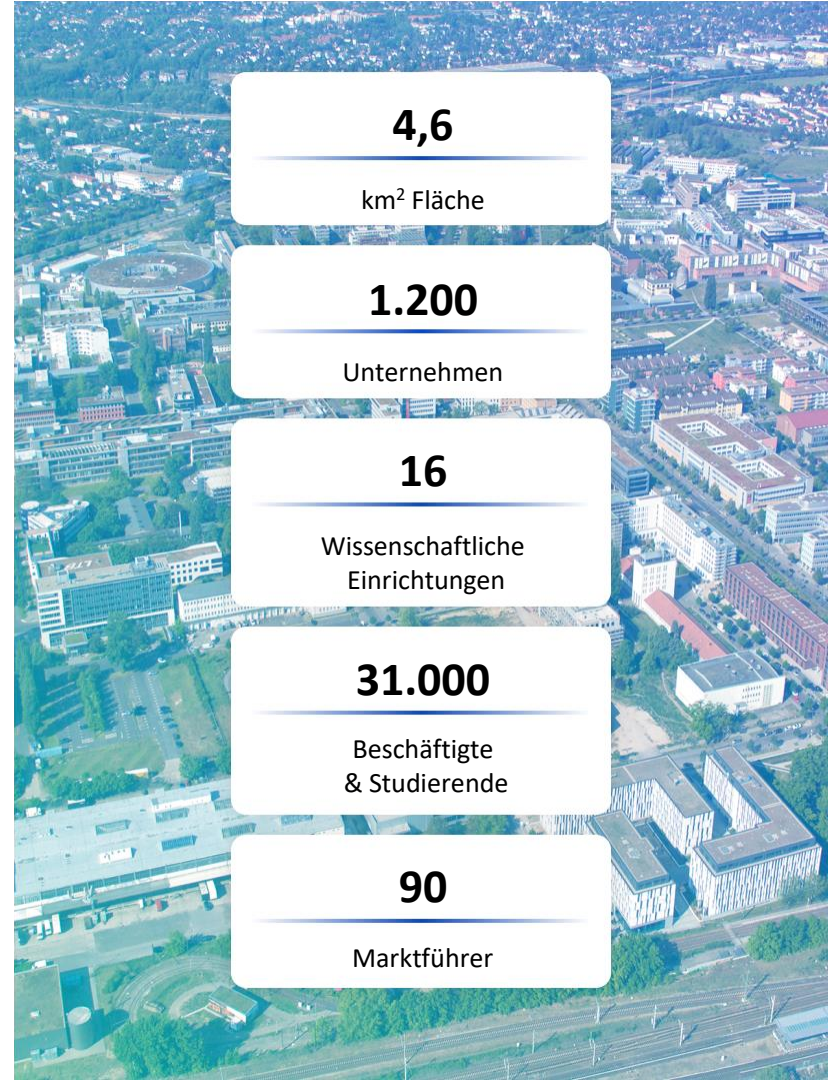 4,6
km² Fläche
1.200
Unternehmen
16
Wissenschaftliche
Einrichtungen
31.000
Beschäftigte
& Studierende
90
Marktführer